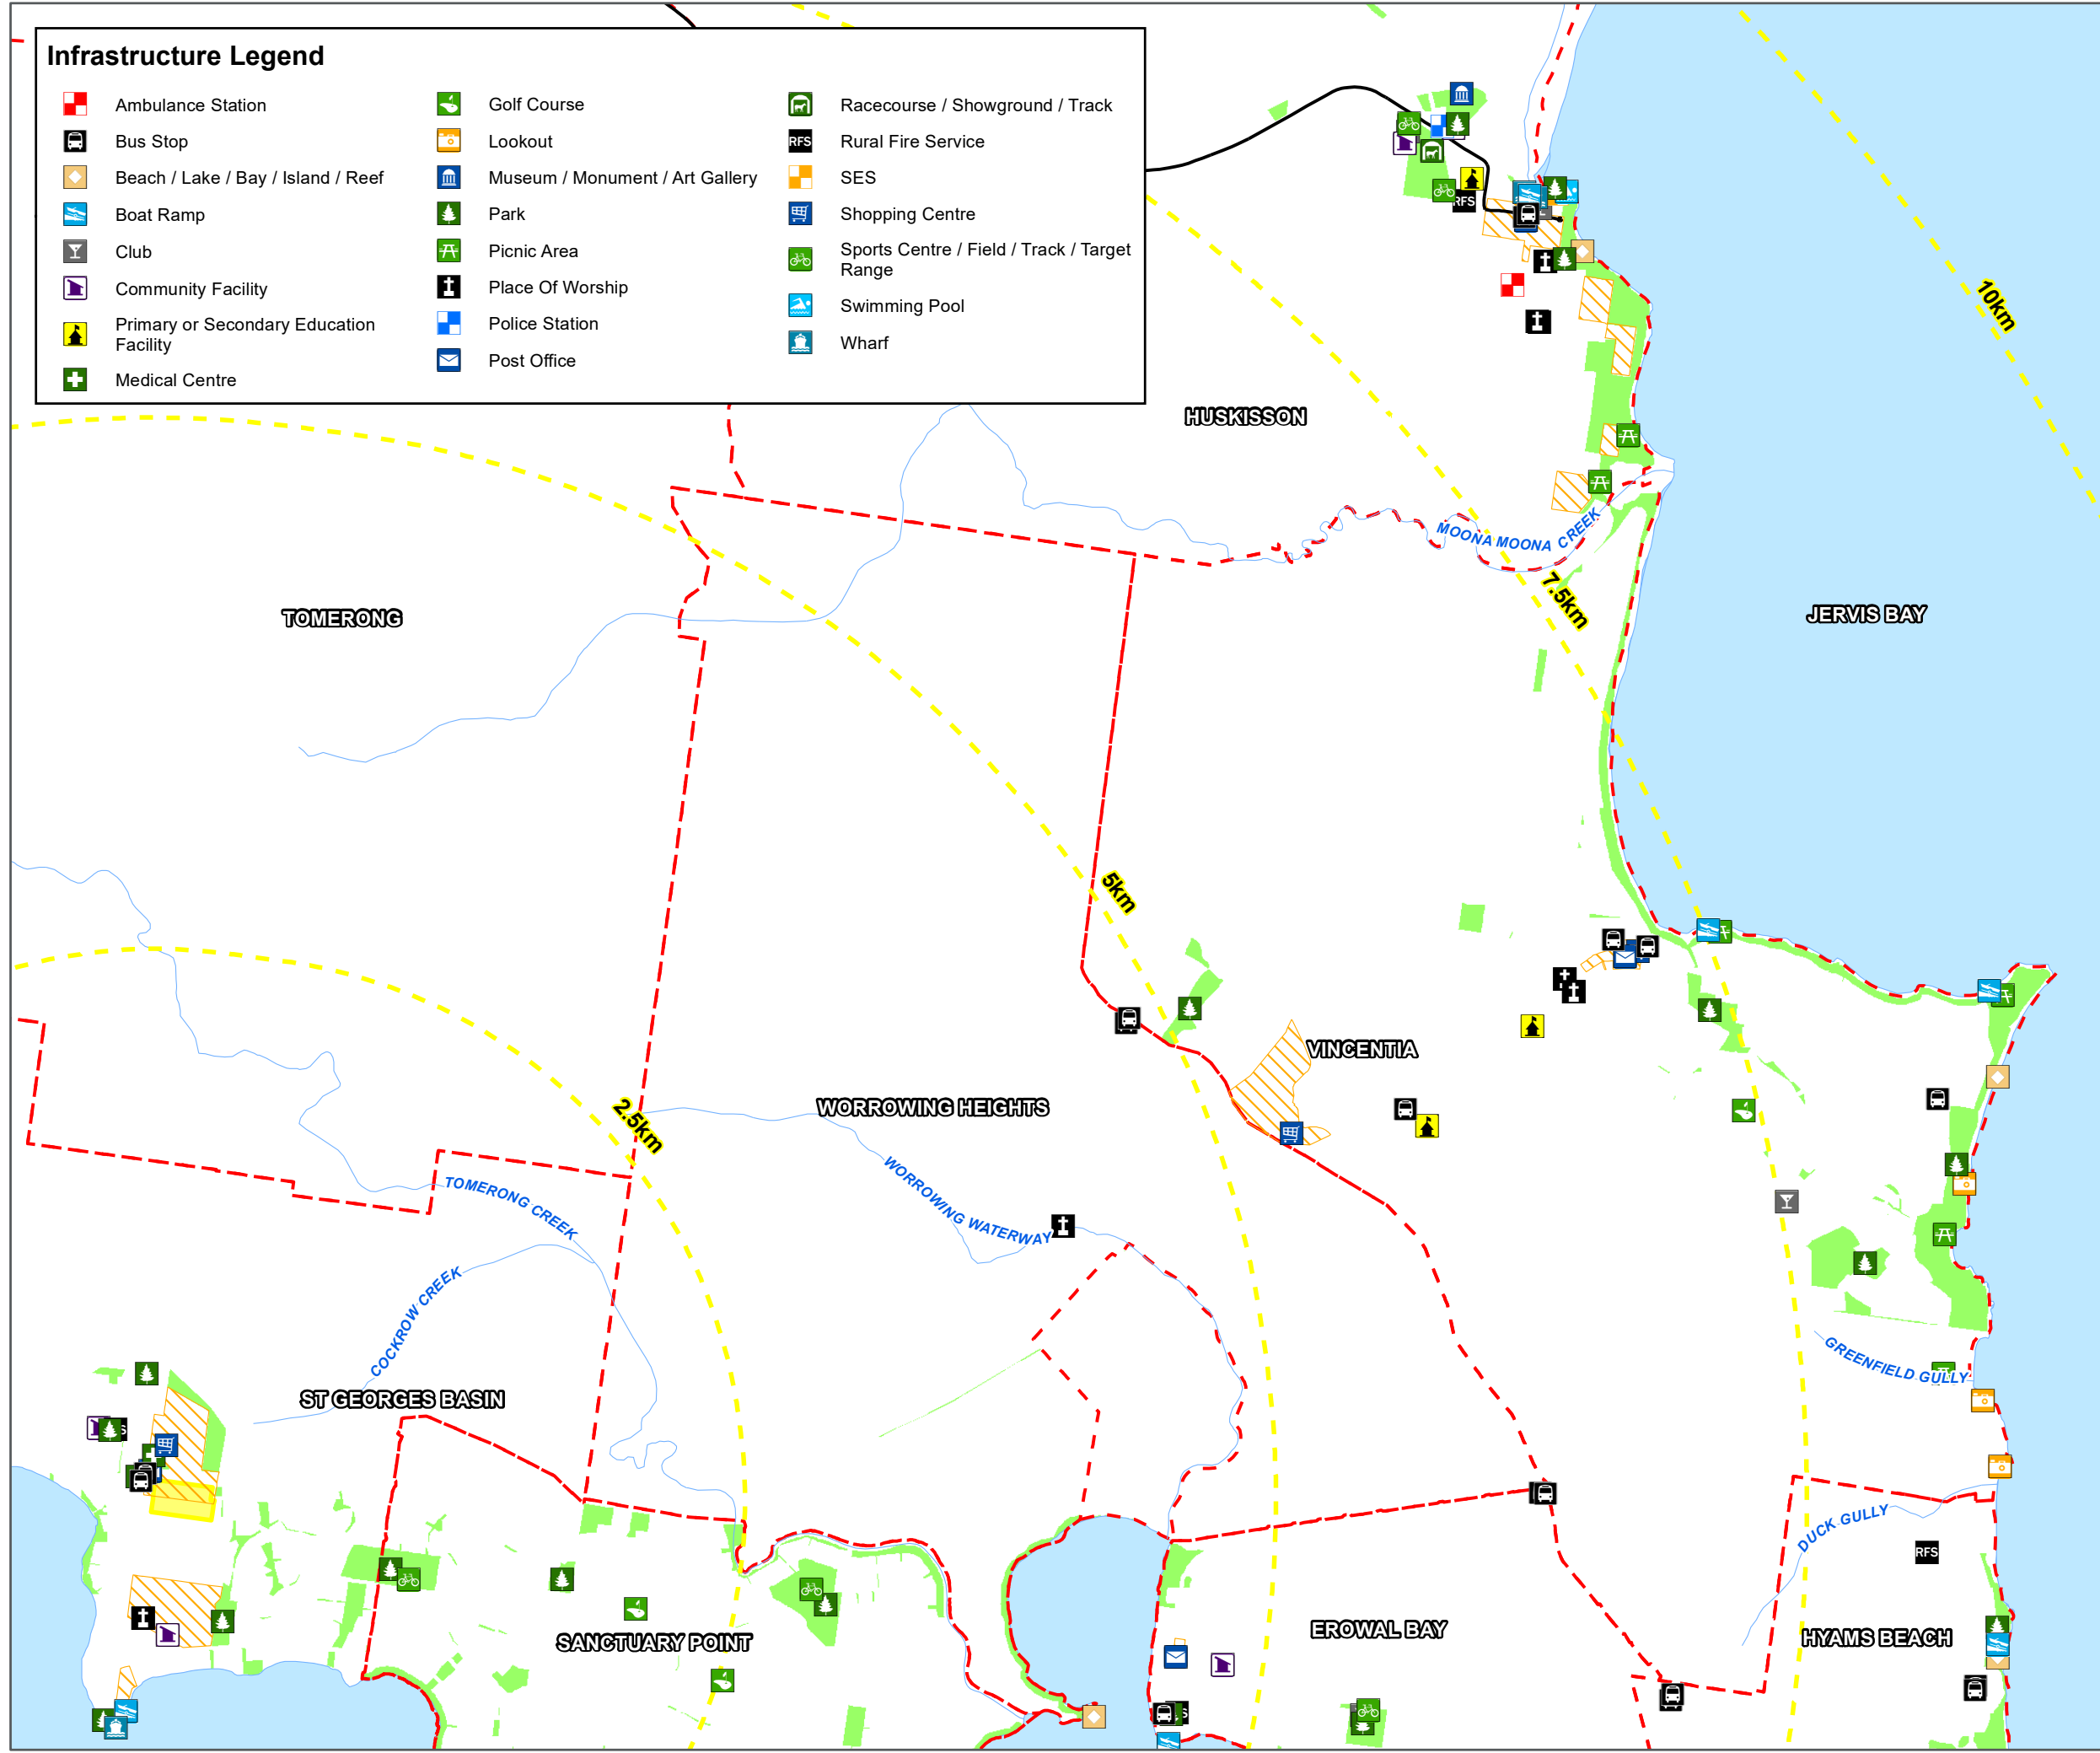 Infrastructure Legend
Ambulance Station
Bus Stop
Beach / Lake / Bay / Island / Reef
Boat Ramp
Club
Community Facility
Primary or Secondary Education
Facility
Medical Centre
Golf Course
Lookout
Museum / Monument / Art Gallery
Park
Picnic Area
Place Of Worship
Police Station
Post Office
Racecourse / Showground / Track
RFS
Rural Fire Service
SES
Shopping Centre
Sports Centre / Field / Track / Target
Range
Swimming Pool
Wharf
RFS
10km
HUSKISSON
MOONA MOONA CREEK
7.5km
TOMERONG
JERVIS BAY
5km
VINCENTIA
2.5km
WORROWING HEIGHTS
WORROWING WATERWAY
TOMERONG CREEK
COCKROW CREEK
GREENFIELD GULLY
ST GEORGES BASIN
DUCK GULLY
RFS
EROWAL BAY
HYAMS BEACH
SANCTUARY POINT